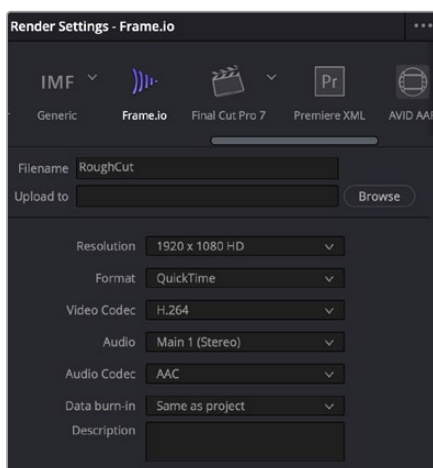 Render Settings - Frame.io
IMF
Pr
Generic
Frame.io
Final Cut Pro 7
Premiere XML
AVID AAF
Filename
RoughCut
Upload to
Browse
Resolution
1920 x 1080 HD
Format
QuickTime
Video Codec
H.264
Audio
Main 1 (Stereo)
Audio Codec
AAC
Data burn-in
Same as project
Description